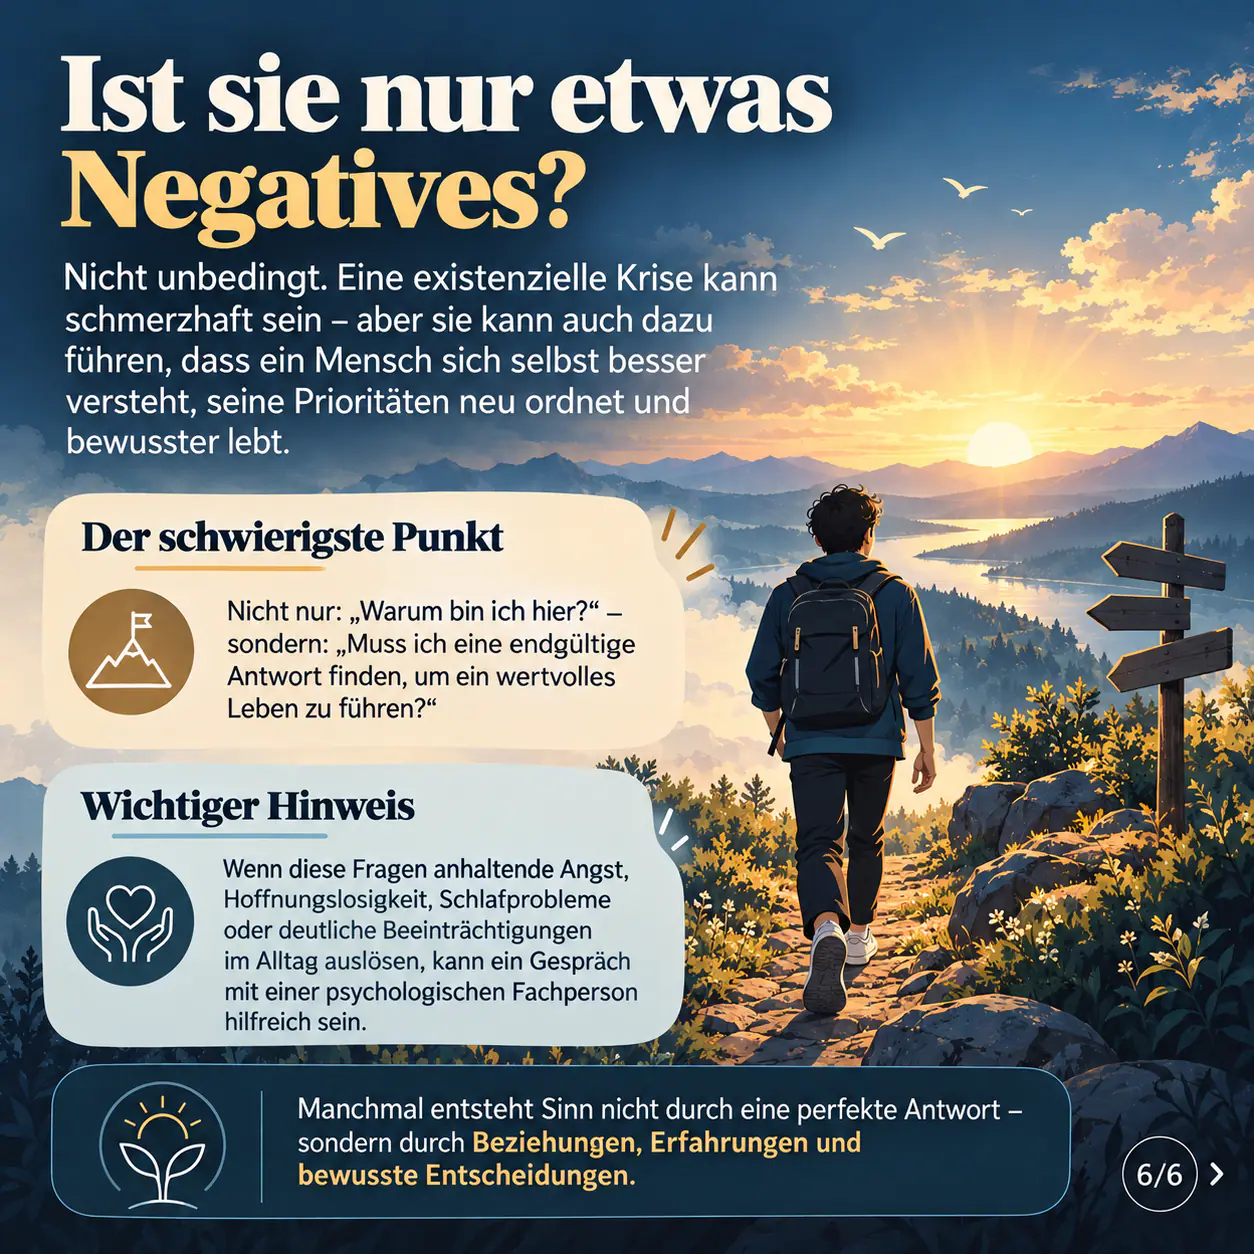 Ist sie nur etwas
Negatives?
Nicht unbedingt. Eine existenzielle Krise kann
schmerzhaft sein – aber sie kann auch dazu
führen, dass ein Mensch sich selbst besser
versteht, seine Prioritäten neu ordnet und
bewusster lebt.
Der schwierigste Punkt
Nicht nur: „Warum bin ich hier?“ –
sondern: „Muss ich eine endgültige
Antwort finden, um ein wertvolles
Leben zu führen?“
Wichtiger Hinweis
Wenn diese Fragen anhaltende Angst,
Hoffnungslosigkeit, Schlafprobleme
oder deutliche Beeinträchtigungen
im Alltag auslösen, kann ein Gespräch
mit einer psychologischen Fachperson
hilfreich sein.
Manchmal entsteht Sinn nicht durch eine perfekte Antwort –
sondern durch Beziehungen, Erfahrungen und
bewusste Entscheidungen.
6/6